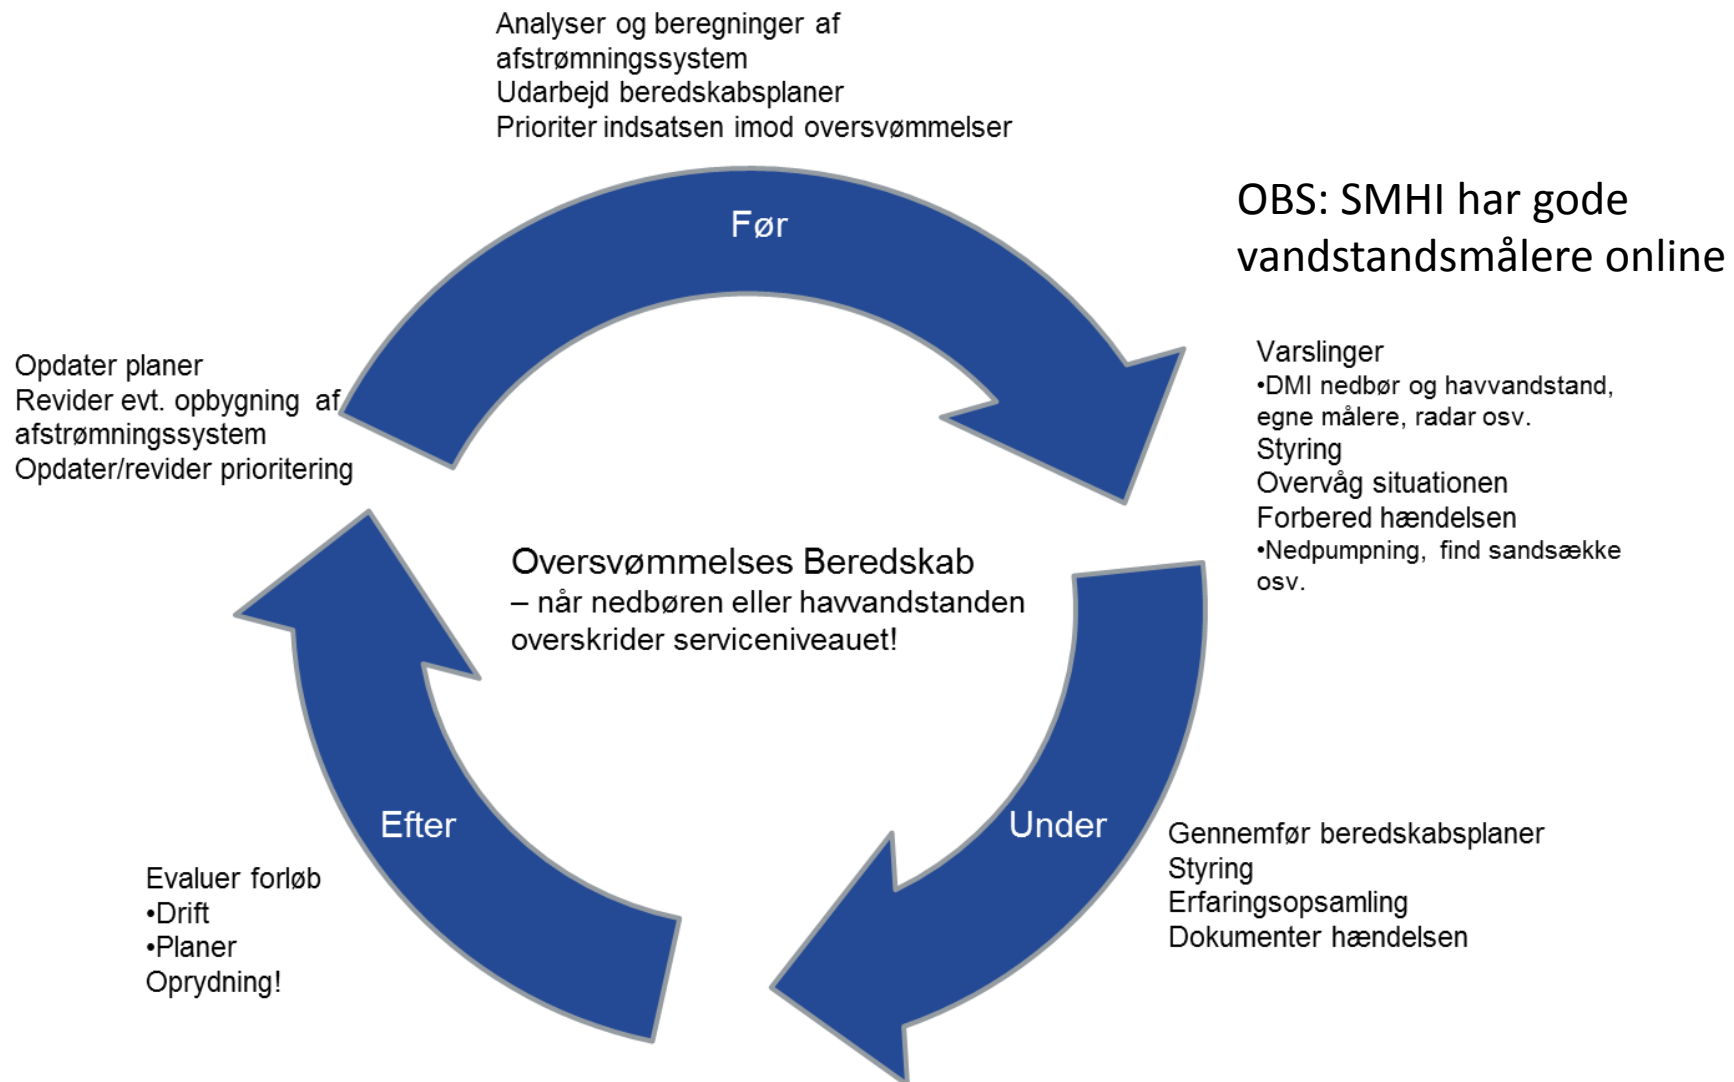 Analyser og beregninger af
afstrømningssystem
Udarbejd beredskabsplaner
Prioriter indsatsen imod oversvømmelser
Før
OBS: SMHI har gode
vandstandsmålere online
Varslinger
•DMI nedbør og havvandstand,
egne målere, radar osv.
Styring
Overvåg situationen
Forbered hændelsen
•Nedpumpning, find sandsække
osv.
Opdater planer
Revider evt. opbygning af
afstrømningssystem
Opdater/revider prioritering
Oversvømmelses Beredskab
– når nedbøren eller havvandstanden
overskrider serviceniveauet!
Under
Gennemfør beredskabsplaner
Styring
Erfaringsopsamling
Dokumenter hændelsen
Efter
Evaluer forløb
•Drift
•Planer
Oprydning!